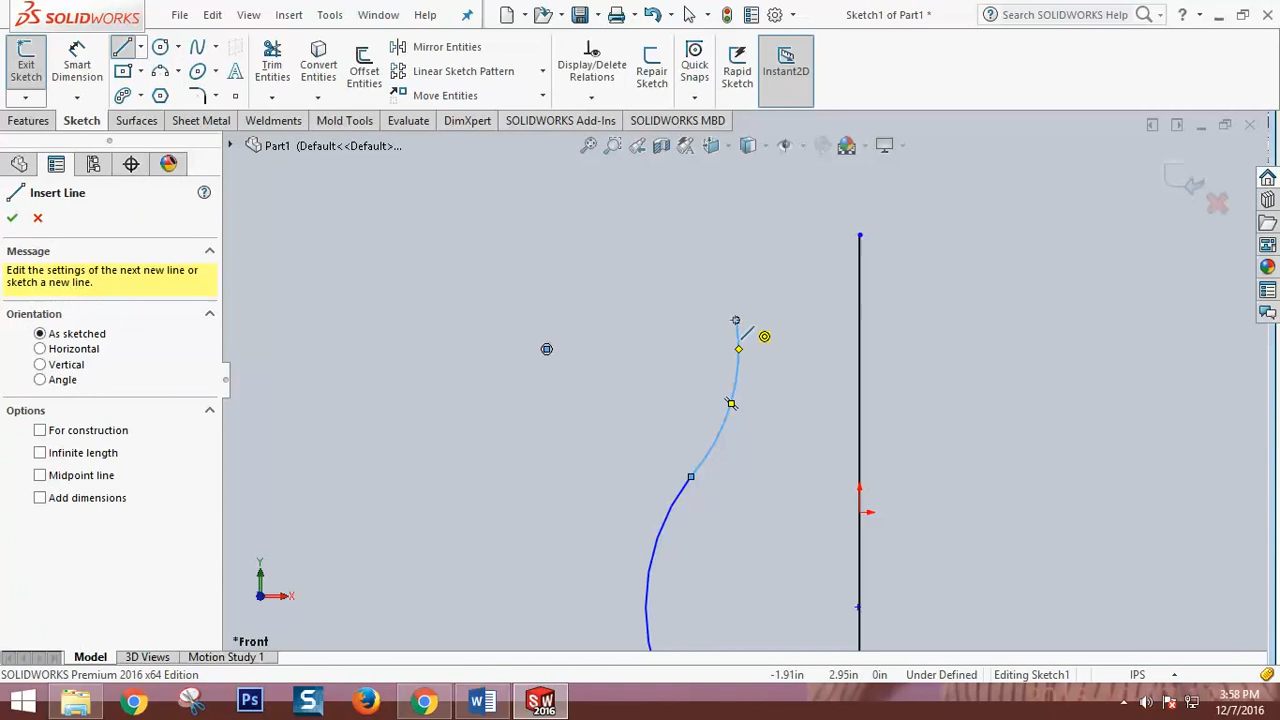 SOLIDWORKS File Edit View Insert Tools Window Help Sketch1 of Part1 * Search SOLIDWORKS Help
Exit Sketch
Smart Dimension
Trim Entities
Convert Entities
Offset Entities
Mirror Entities
Linear Sketch Pattern
Move Entities
Display/Delete Relations
Repair Sketch
Quick Snaps
Rapid Sketch
Instant2D
Features Sketch Surfaces Sheet Metal Weldments Mold Tools Evaluate DimXpert SOLIDWORKS Add-Ins SOLIDWORKS MBD
Part1 (Default<<Default>...
Insert Line
Message
Edit the settings of the next new line or
sketch a new line.
Orientation
As sketched
Horizontal
Vertical
Angle
Options
For construction
Infinite length
Midpoint line
Add dimensions
Y
X
*Front
Model 3D Views Motion Study 1
SOLIDWORKS Premium 2016 x64 Edition -1.91in 2.95in 0in Under Defined Editing Sketch1 IPS
Ps S W SW 2016
3:58 PM
12/7/2016